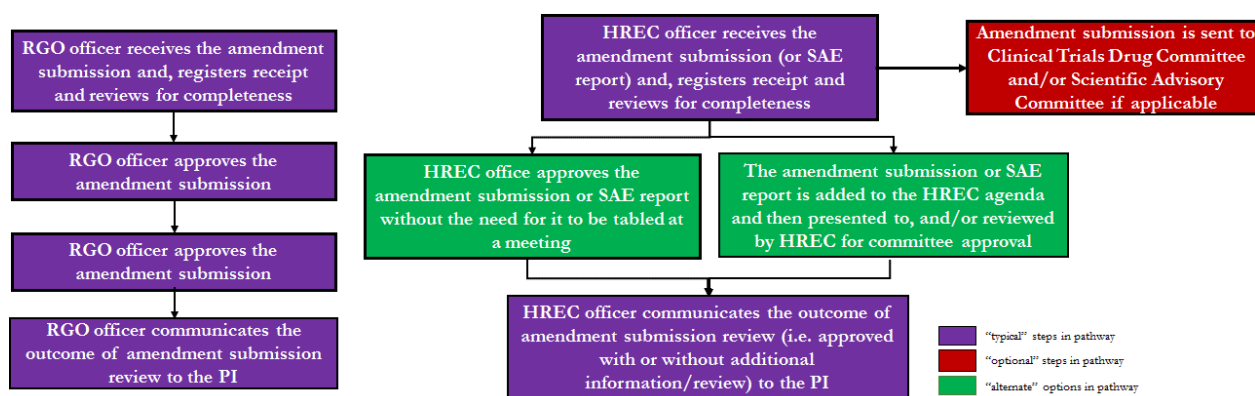 RGO officer receives the amendment
submission and, registers receipt
and reviews for completeness
RGO officer approves the
amendment submission
RGO officer approves the
amendment submission
RGO officer communicates the
outcome of amendment submission
review to the PI
HREC officer receives the
amendment submission (or SAE
report) and, registers receipt and
reviews for completeness
Amendment submission is sent to
Clinical Trials Drug Committee
and/or Scientific Advisory
Committee if applicable
HREC office approves the
amendment submission or SAE report
without the need for it to be tabled at
a meeting
The amendment submission or SAE
report is added to the HREC agenda
and then presented to, and/or reviewed
by HREC for committee approval
HREC officer communicates the outcome of
amendment submission review (i.e. approved
with or without additional
information/review) to the PI
“typical” steps in pathway
“optional” steps in pathway
“alternate” options in pathway